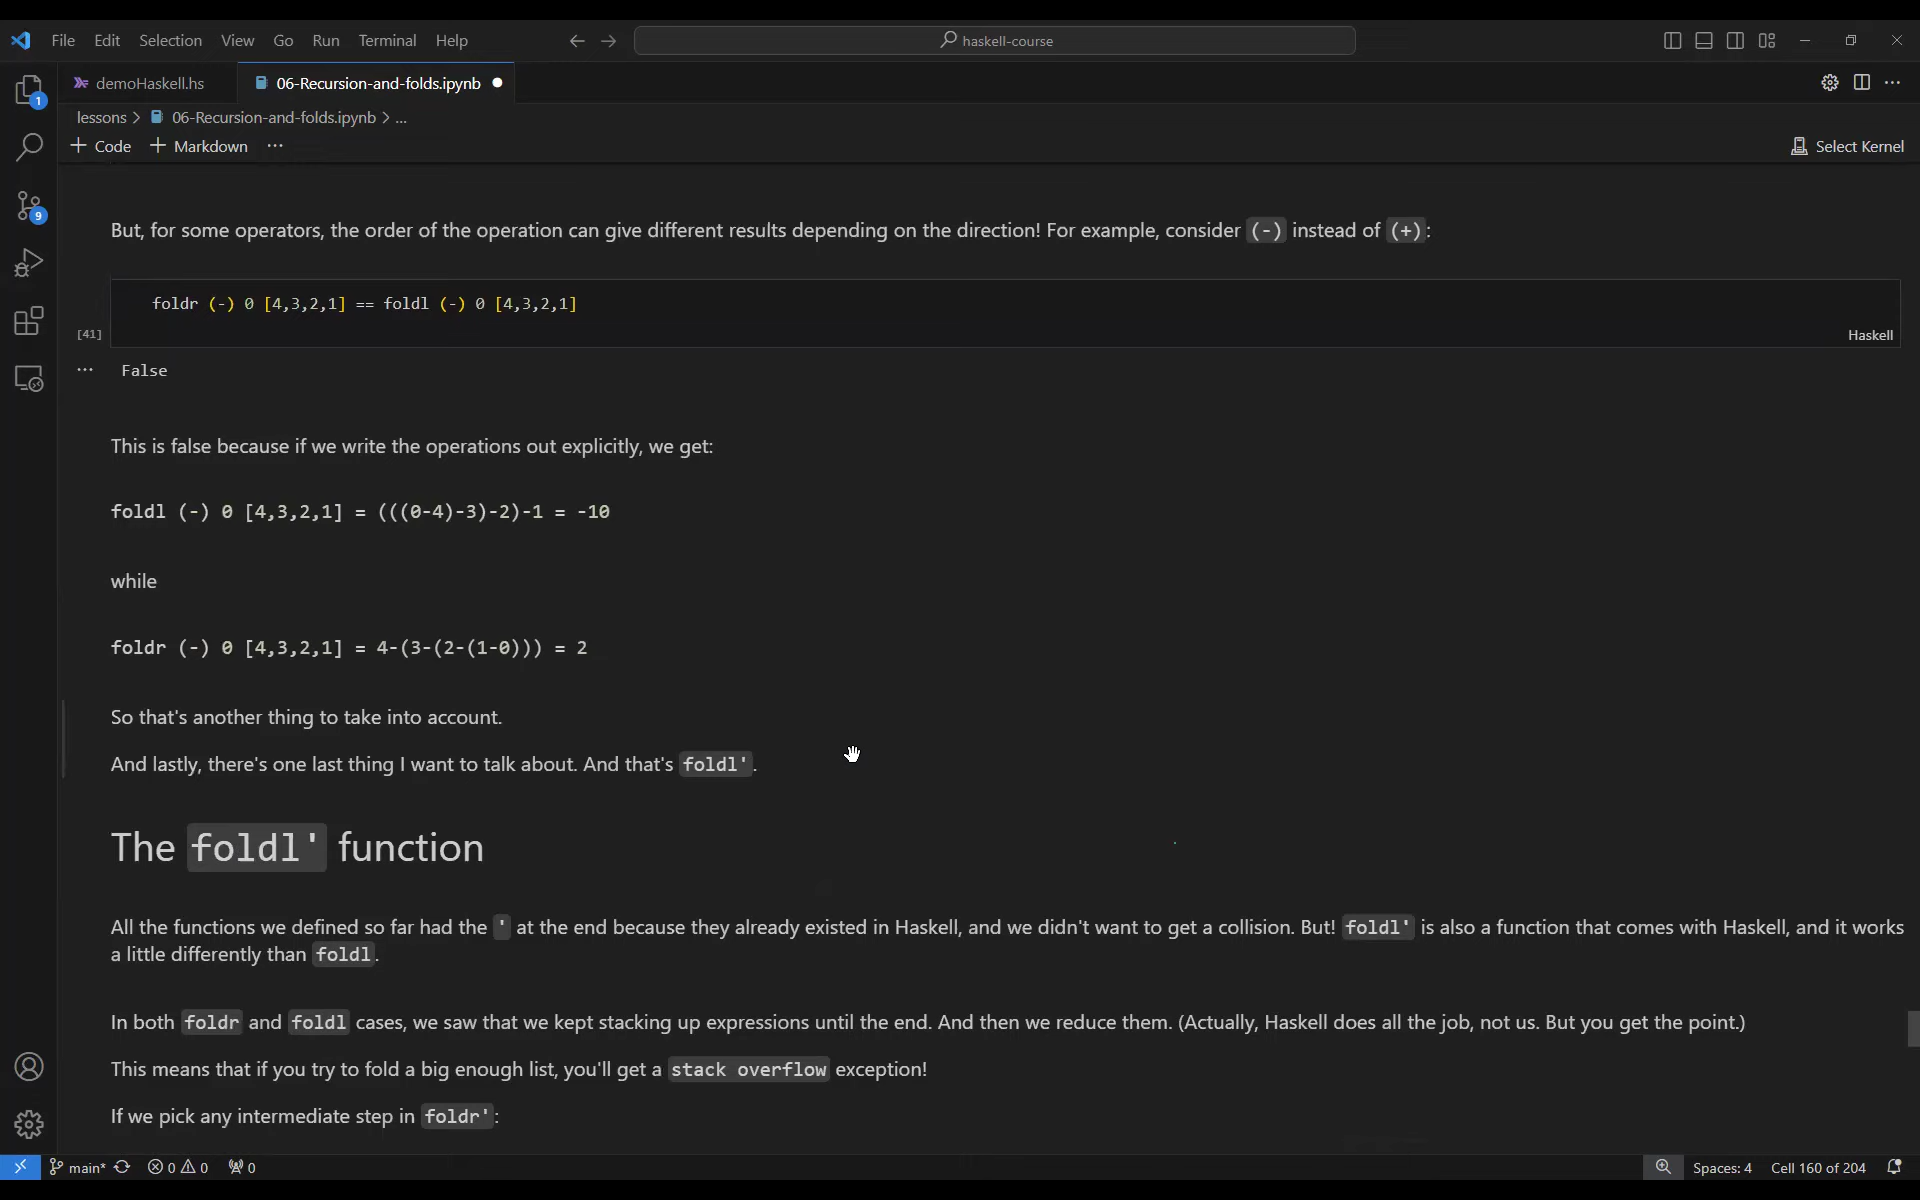 File Edit Selection View Go Run Terminal Help
haskell-course
demoHaskell.hs
06-Recursion-and-folds.ipynb
lessons > 06-Recursion-and-folds.ipynb > ...
+ Code + Markdown ...
Select Kernel
But, for some operators, the order of the operation can give different results depending on the direction! For example, consider (-) instead of (+):
foldr (-) 0 [4,3,2,1] == foldl (-) 0 [4,3,2,1]
[41]
Haskell
... False
This is false because if we write the operations out explicitly, we get:
foldl (-) 0 [4,3,2,1] = (((0-4)-3)-2)-1 = -10
while
foldr (-) 0 [4,3,2,1] = 4-(3-(2-(1-0))) = 2
So that's another thing to take into account.
And lastly, there's one last thing I want to talk about. And that's foldl'.
The foldl' function
All the functions we defined so far had the ' at the end because they already existed in Haskell, and we didn't want to get a collision. But! foldl' is also a function that comes with Haskell, and it works
a little differently than foldl.
In both foldr and foldl cases, we saw that we kept stacking up expressions until the end. And then we reduce them. (Actually, Haskell does all the job, not us. But you get the point.)
This means that if you try to fold a big enough list, you'll get a stack overflow exception!
If we pick any intermediate step in foldr':
1
9
main* 0 0 0
Spaces: 4 Cell 160 of 204